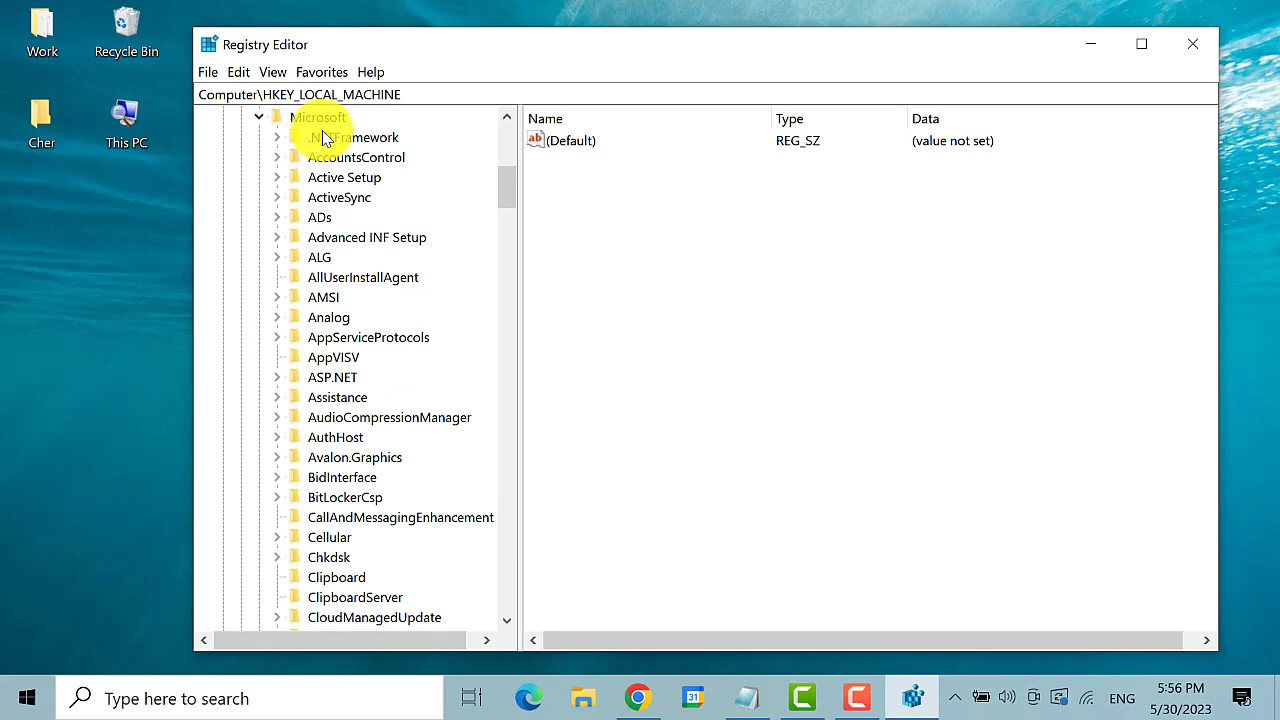 Work
Recycle Bin
Cher
This PC
Registry Editor
File Edit View Favorites Help
Computer\HKEY_LOCAL_MACHINE
Microsoft
.NETFramework
AccountsControl
Active Setup
ActiveSync
ADs
Advanced INF Setup
ALG
AllUserInstallAgent
AMSI
Analog
AppServiceProtocols
AppVISV
ASP.NET
Assistance
AudioCompressionManager
AuthHost
Avalon.Graphics
BidInterface
BitLockerCsp
CallAndMessagingEnhancement
Cellular
Chkdsk
Clipboard
ClipboardServer
CloudManagedUpdate
Name Type Data
ab (Default) REG_SZ (value not set)
Type here to search
31
ENG
5:56 PM
5/30/2023